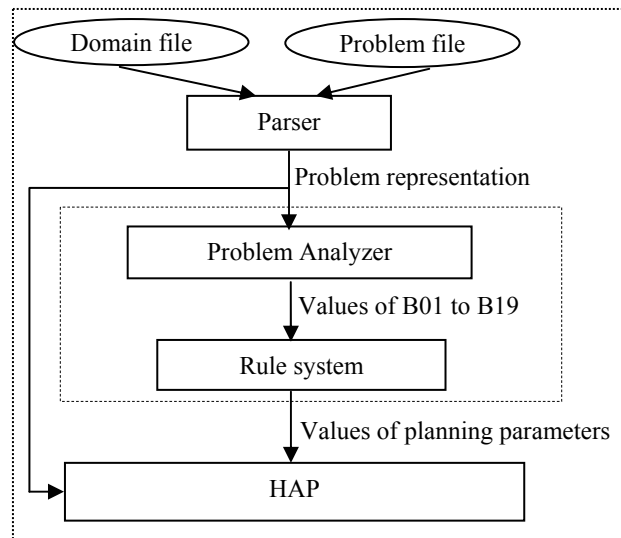 Domain file
Problem file
Parser
Problem representation
Problem Analyzer
Values of B01 to B19
Rule system
Values of planning parameters
HAP